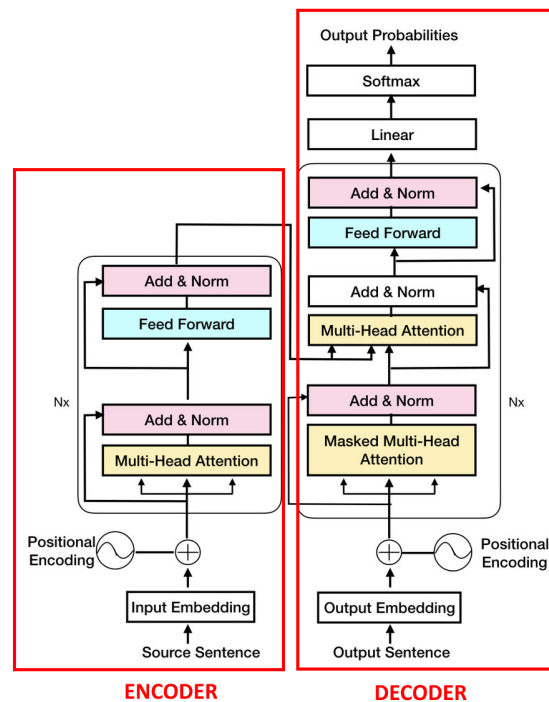 Output Probabilities
Softmax
Linear
Add & Norm
Feed Forward
Add & Norm
Multi-Head Attention
Add & Norm
Masked Multi-Head
Attention
Nx
Positional
Encoding
Output Embedding
Output Sentence
DECODER
Add & Norm
Feed Forward
Nx
Add & Norm
Multi-Head Attention
Positional
Encoding
Input Embedding
Source Sentence
ENCODER